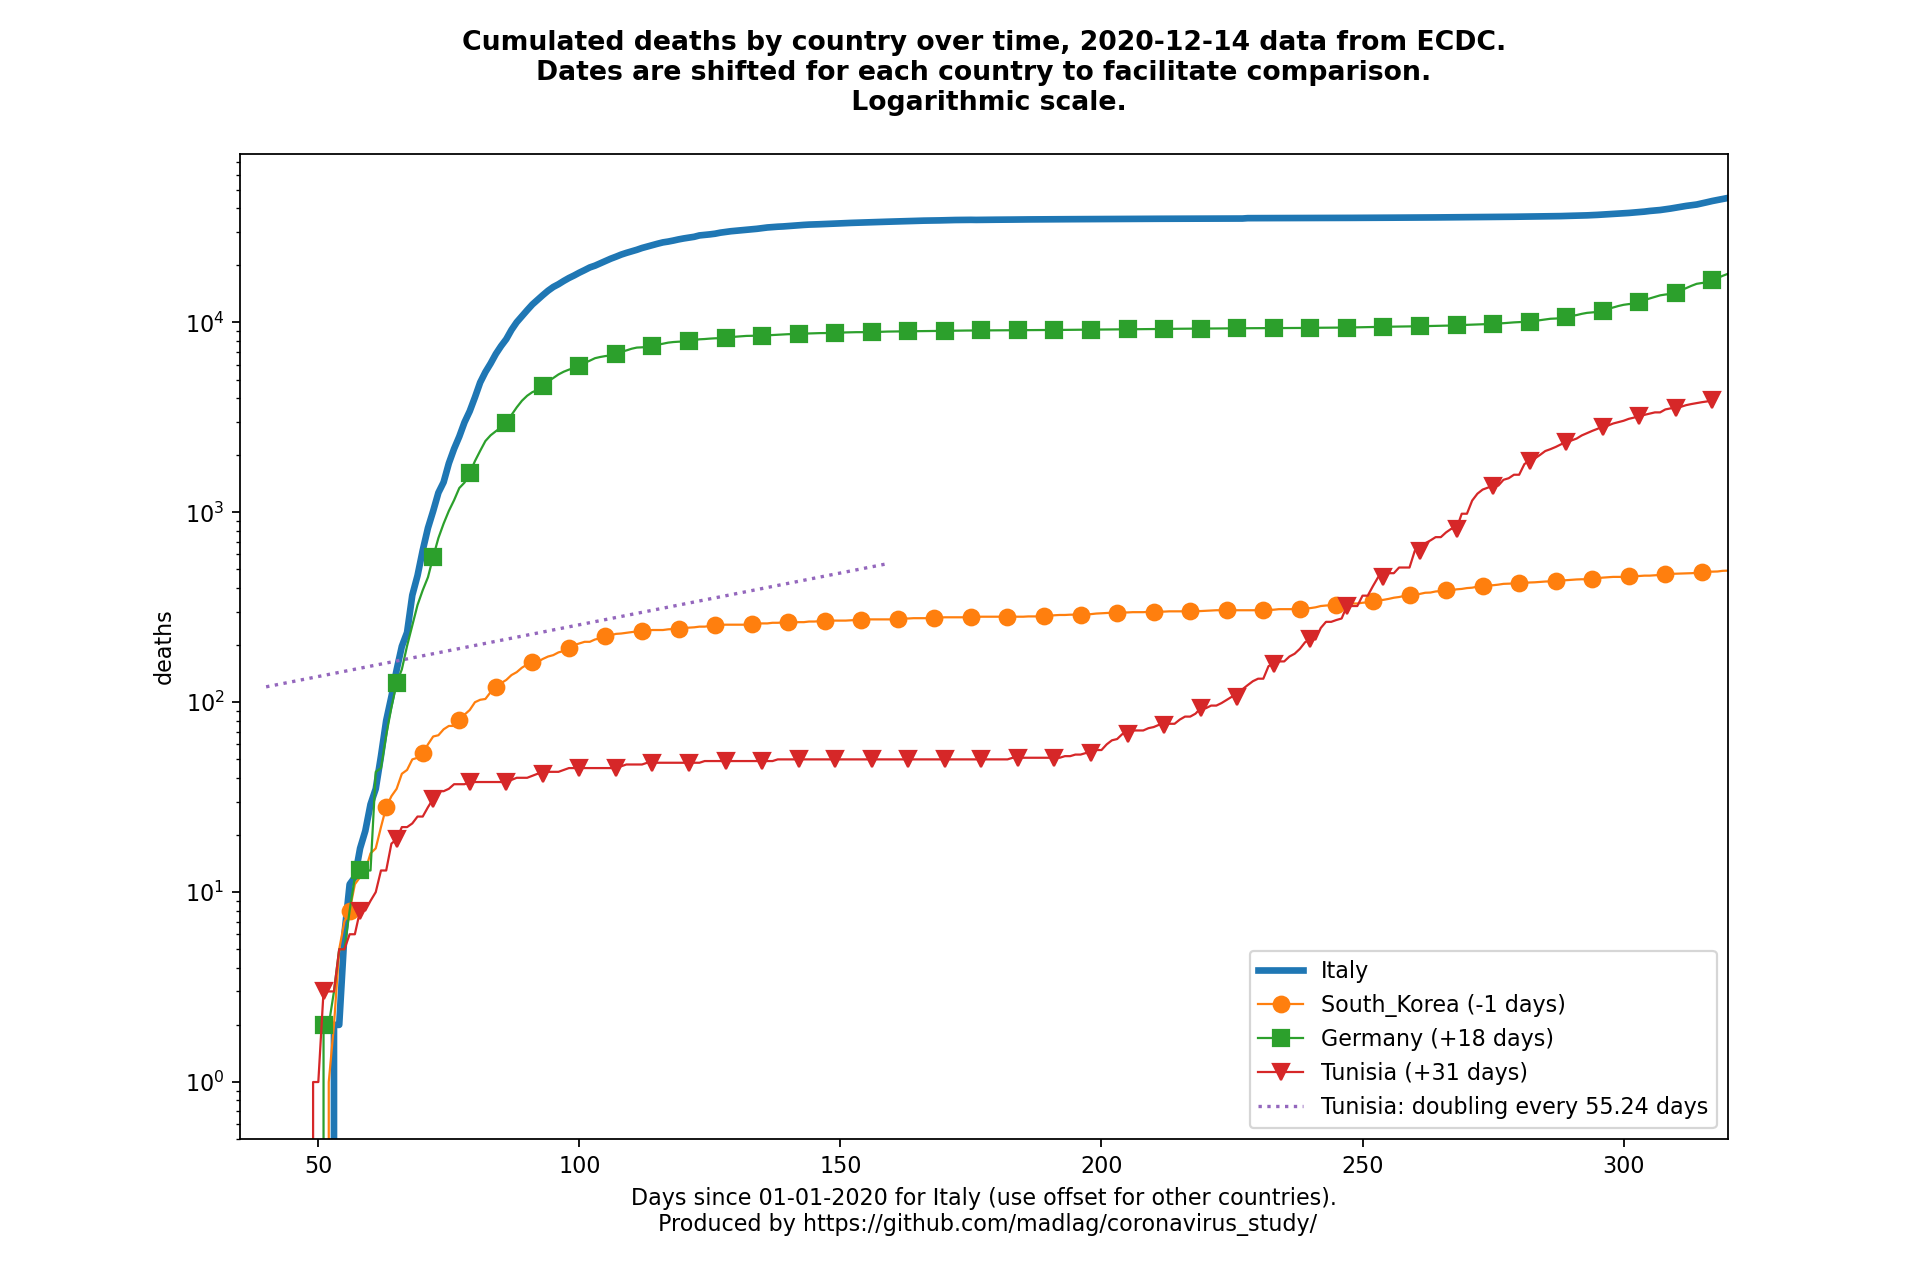 Cumulated deaths by country over time, 2020-12-14 data from ECDC.
Dates are shifted for each country to facilitate comparison.
Logarithmic scale.
deaths
10^4
10^3
10^2
10^1
10^0
50 100 150 200 250 300
Italy
South_Korea (-1 days)
Germany (+18 days)
Tunisia (+31 days)
Tunisia: doubling every 55.24 days
Days since 01-01-2020 for Italy (use offset for other countries).
Produced by https://github.com/madlag/coronavirus_study/